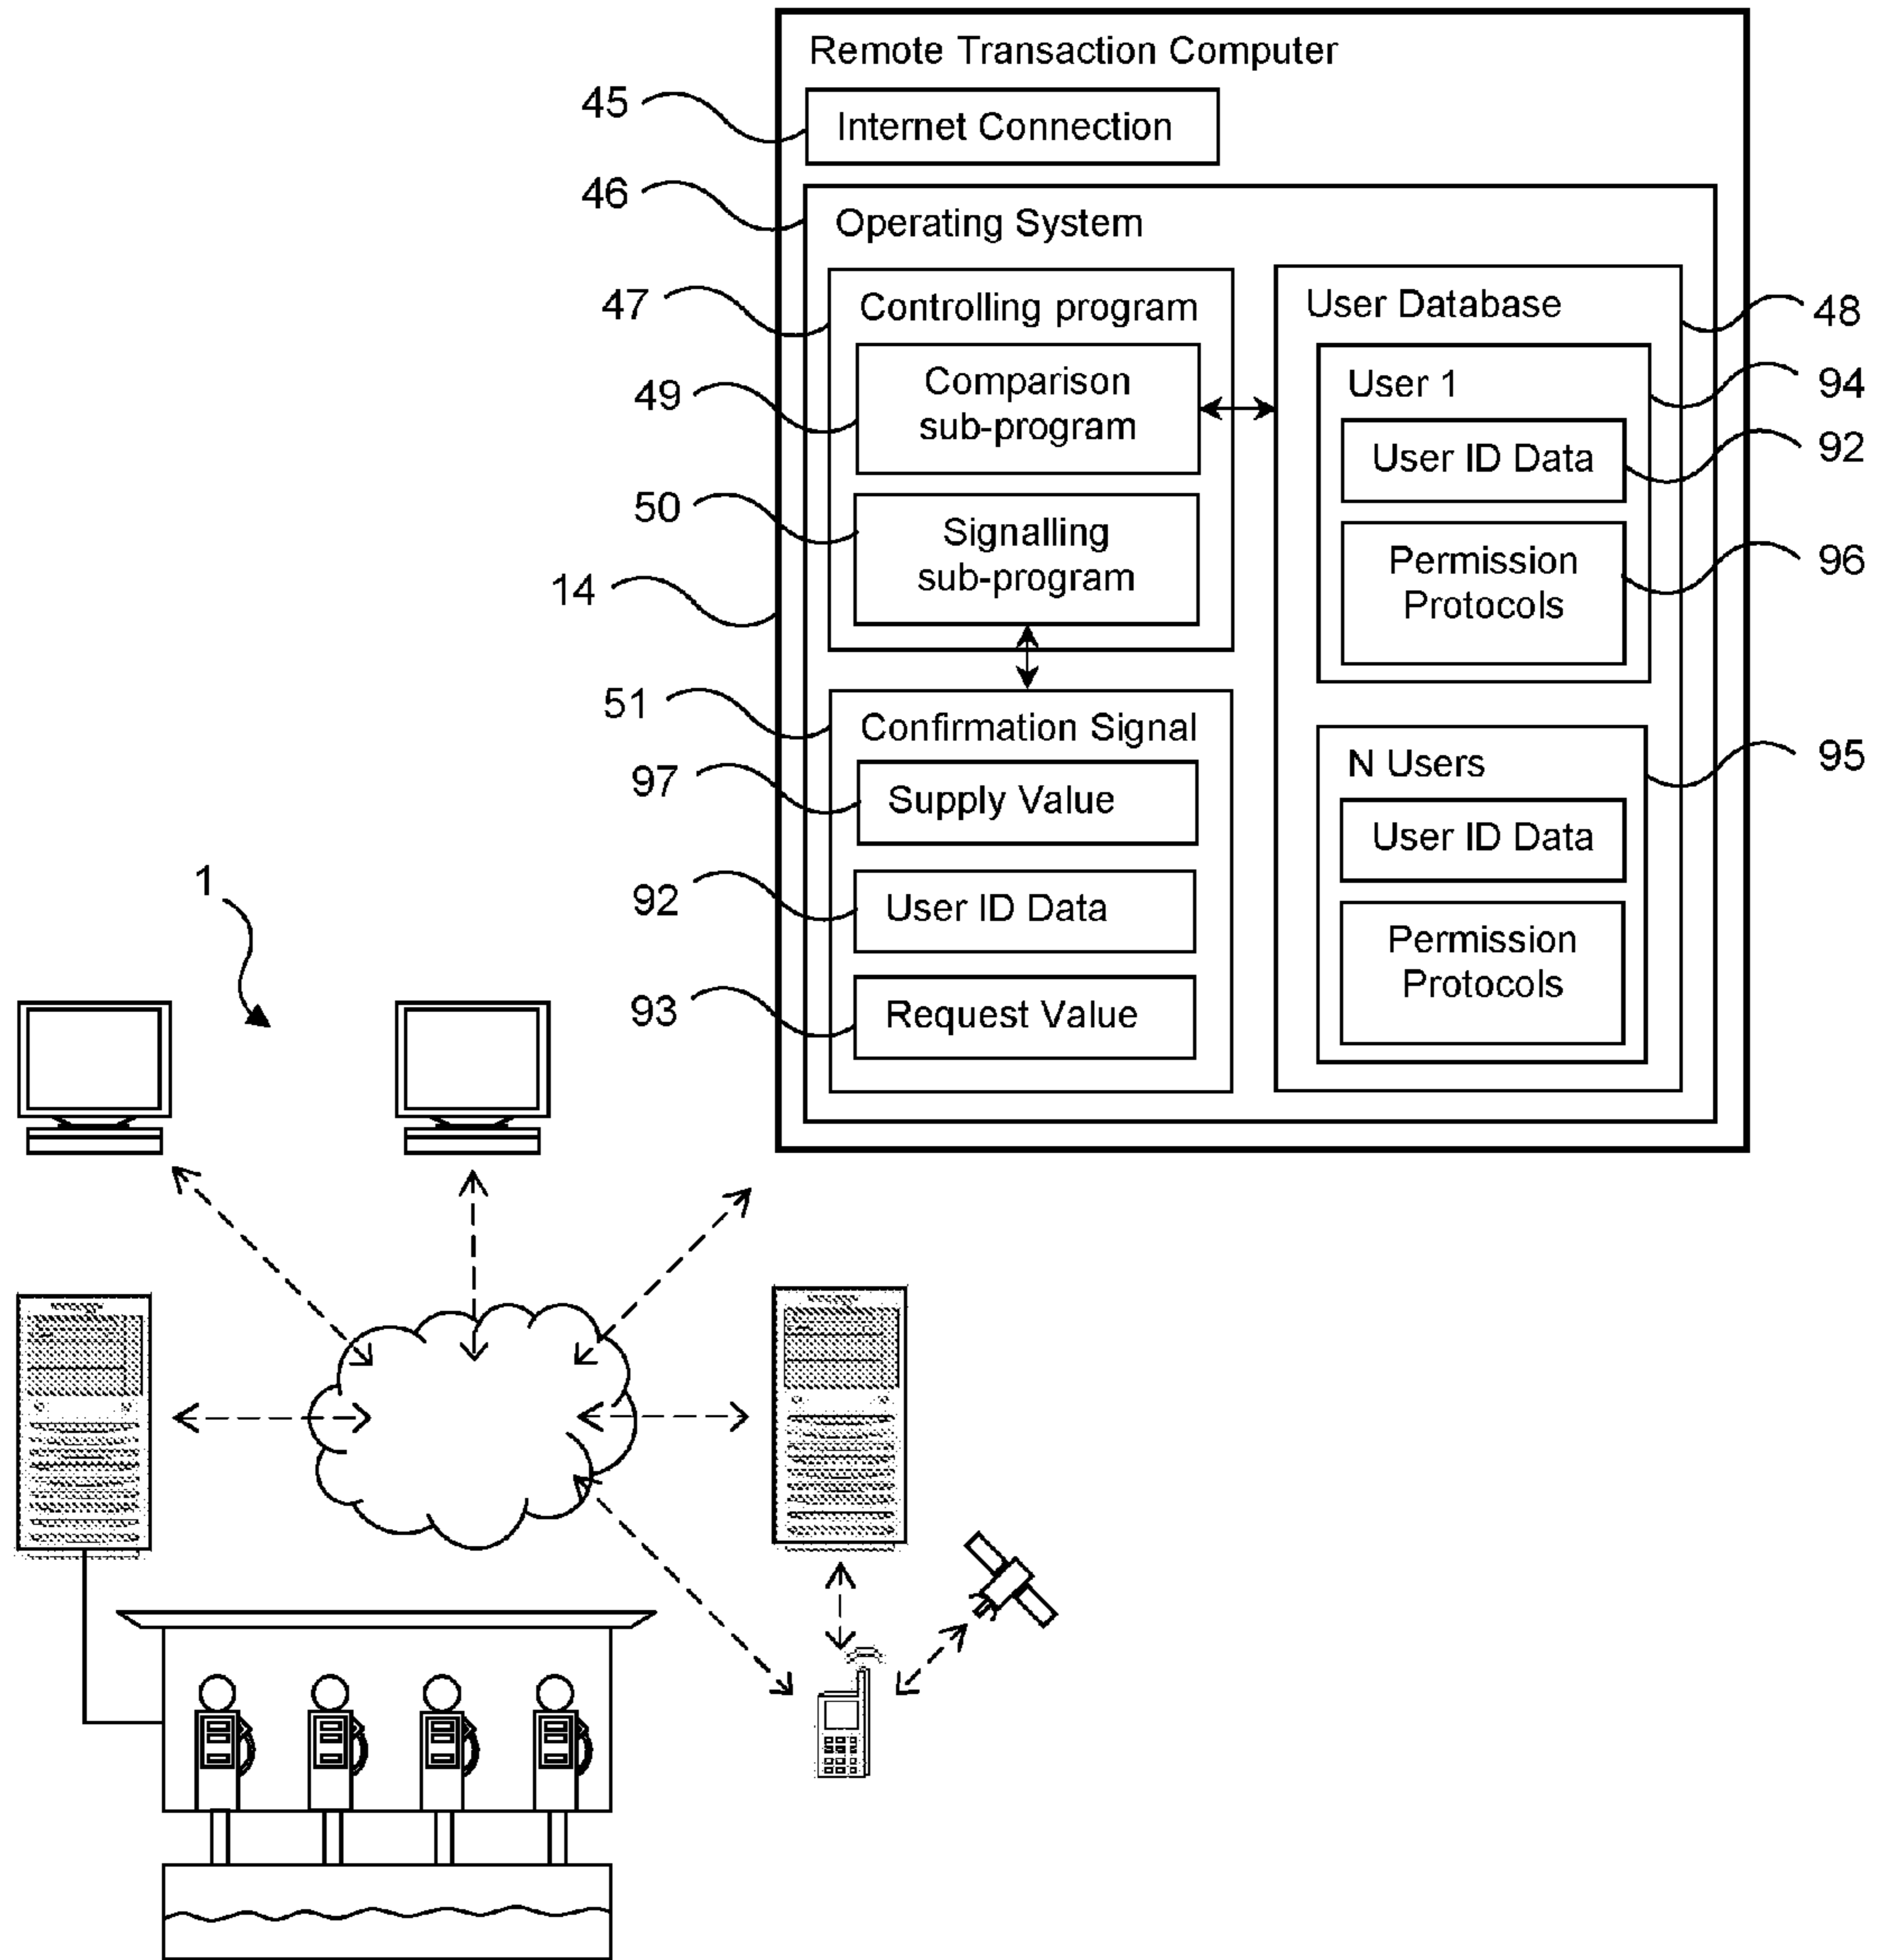 Remote Transaction Computer
45
Internet Connection
46
Operating System
47
Controlling program
User Database
48
49
Comparison
sub-program
User 1
94
User ID Data
92
50
Signalling
sub-program
Permission
Protocols
96
14
51
Confirmation Signal
N Users
95
97
Supply Value
User ID Data
92
User ID Data
Permission
Protocols
93
Request Value
1